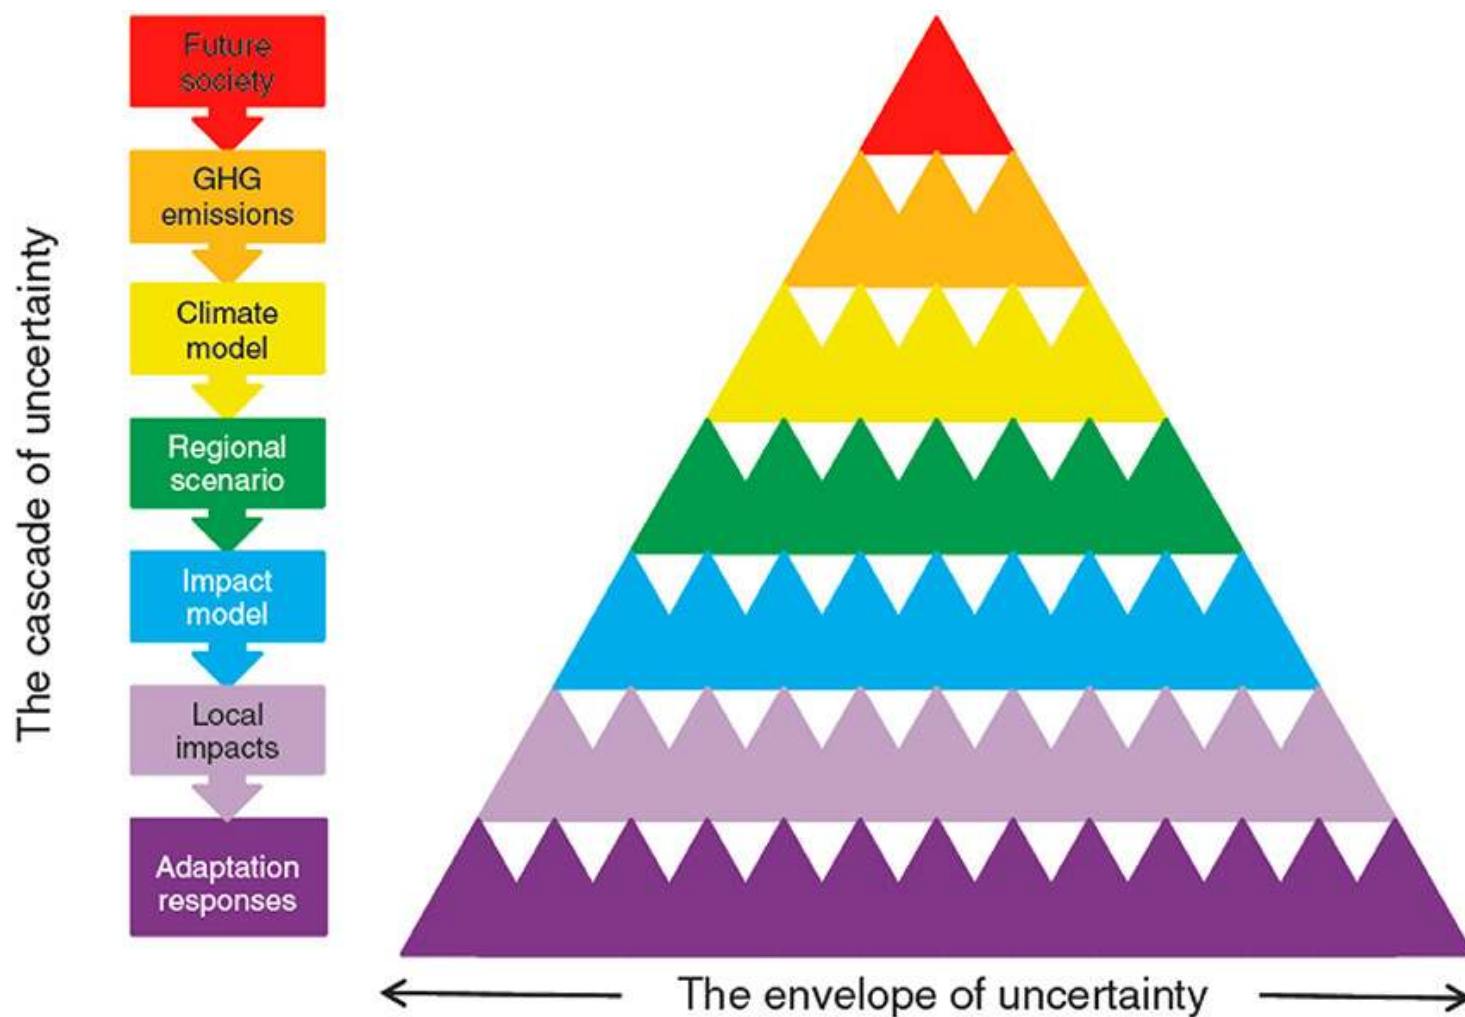 The cascade of uncertainty
Future
society
GHG
emissions
Climate
model
Regional
scenario
Impact
model
Local
impacts
Adaptation
responses
The envelope of uncertainty